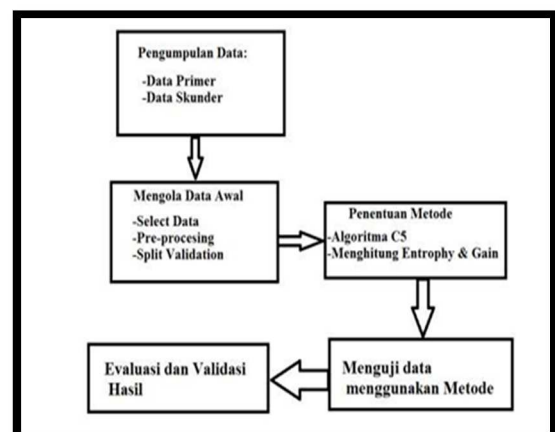 Pengumpulan Data:
-Data Primer
-Data Skunder
Mengola Data Awal
-Select Data
-Pre-procesing
-Split Validation
Penentuan Metode
-Algoritma C5
-Menghitung Entrophy & Gain
Menguji data
menggunakan Metode
Evaluasi dan Validasi
Hasil